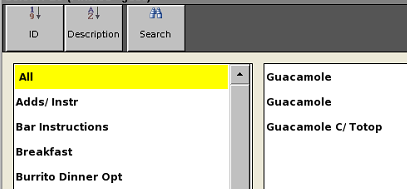 ID
Description
Search
All
Adds/ Instr
Bar Instructions
Breakfast
Burrito Dinner Opt
Guacamole
Guacamole
Guacamole C/ Totop